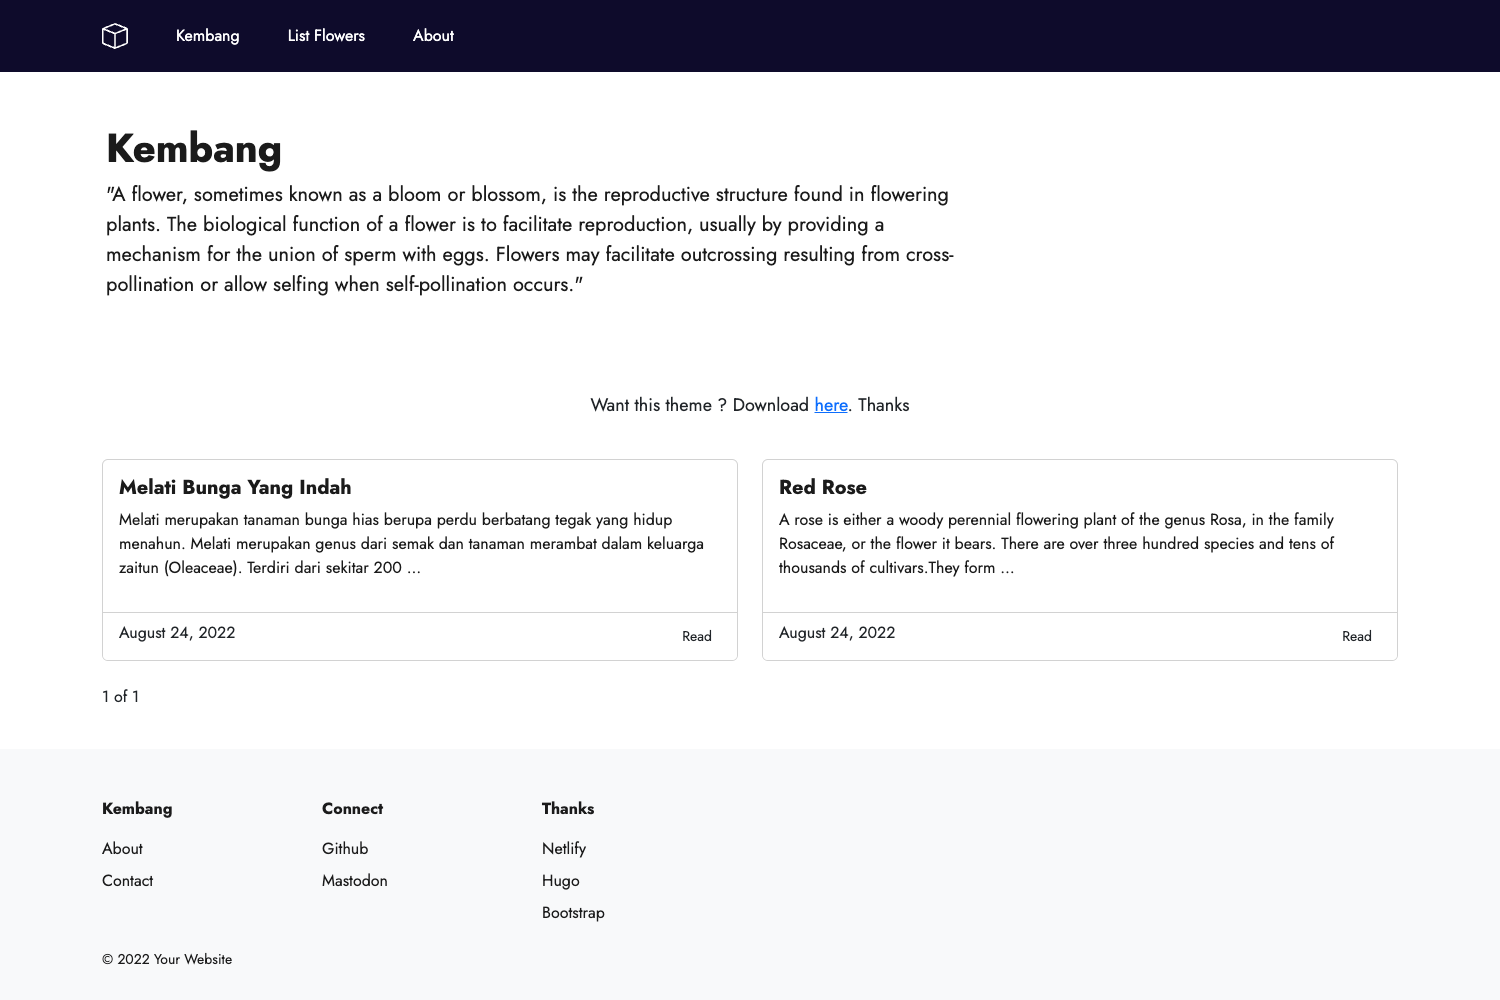 Kembang
List Flowers
About
Kembang
"A flower, sometimes known as a bloom or blossom, is the reproductive structure found in flowering
plants. The biological function of a flower is to facilitate reproduction, usually by providing a
mechanism for the union of sperm with eggs. Flowers may facilitate outcrossing resulting from cross-
pollination or allow selfing when self-pollination occurs."
Want this theme ? Download here. Thanks
Melati Bunga Yang Indah
Melati merupakan tanaman bunga hias berupa perdu berbatang tegak yang hidup
menahun. Melati merupakan genus dari semak dan tanaman merambat dalam keluarga
zaitun (Oleaceae). Terdiri dari sekitar 200 ...
August 24, 2022
Read
Red Rose
A rose is either a woody perennial flowering plant of the genus Rosa, in the family
Rosaceae, or the flower it bears. There are over three hundred species and tens of
thousands of cultivars.They form ...
August 24, 2022
Read
1 of 1
Kembang
About
Contact
Connect
Github
Mastodon
Thanks
Netlify
Hugo
Bootstrap
© 2022 Your Website